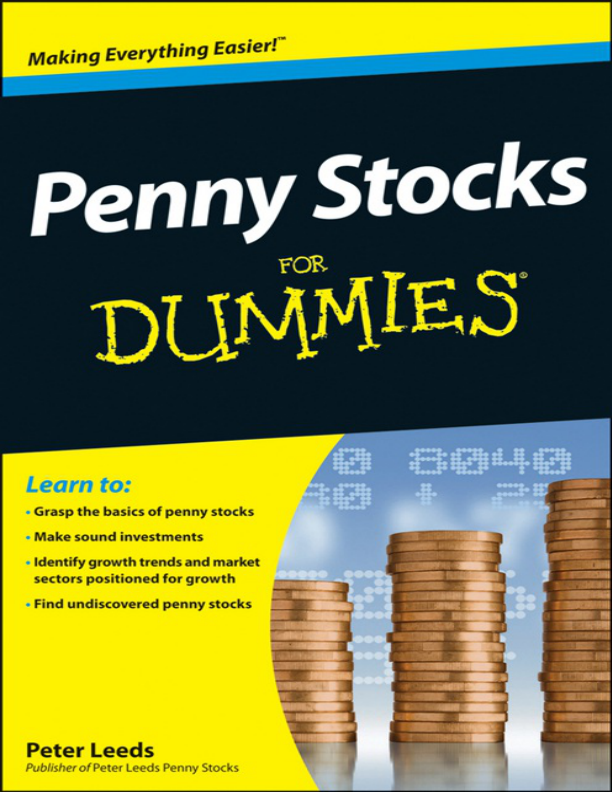 Making Everything Easier!™
Penny Stocks
FOR
DUMMIES®
Learn to:
• Grasp the basics of penny stocks
• Make sound investments
• Identify growth trends and market
sectors positioned for growth
• Find undiscovered penny stocks
0 8040
Peter Leeds
Publisher of Peter Leeds Penny Stocks